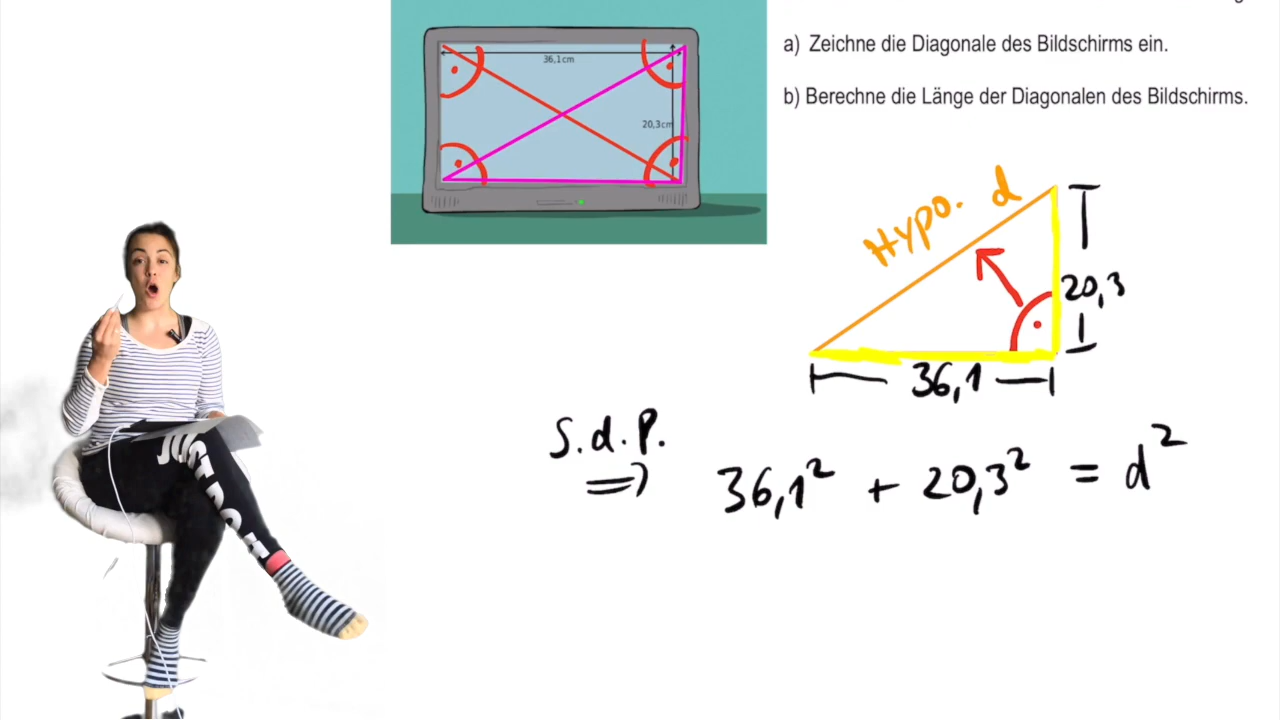 36,1cm
20,3cm
a) Zeichne die Diagonale des Bildschirms ein.
b) Berechne die Länge der Diagonalen des Bildschirms.
Hypo. d
20,3
36,1
S.d.P.
⇒ 36,1² + 20,3² = d²